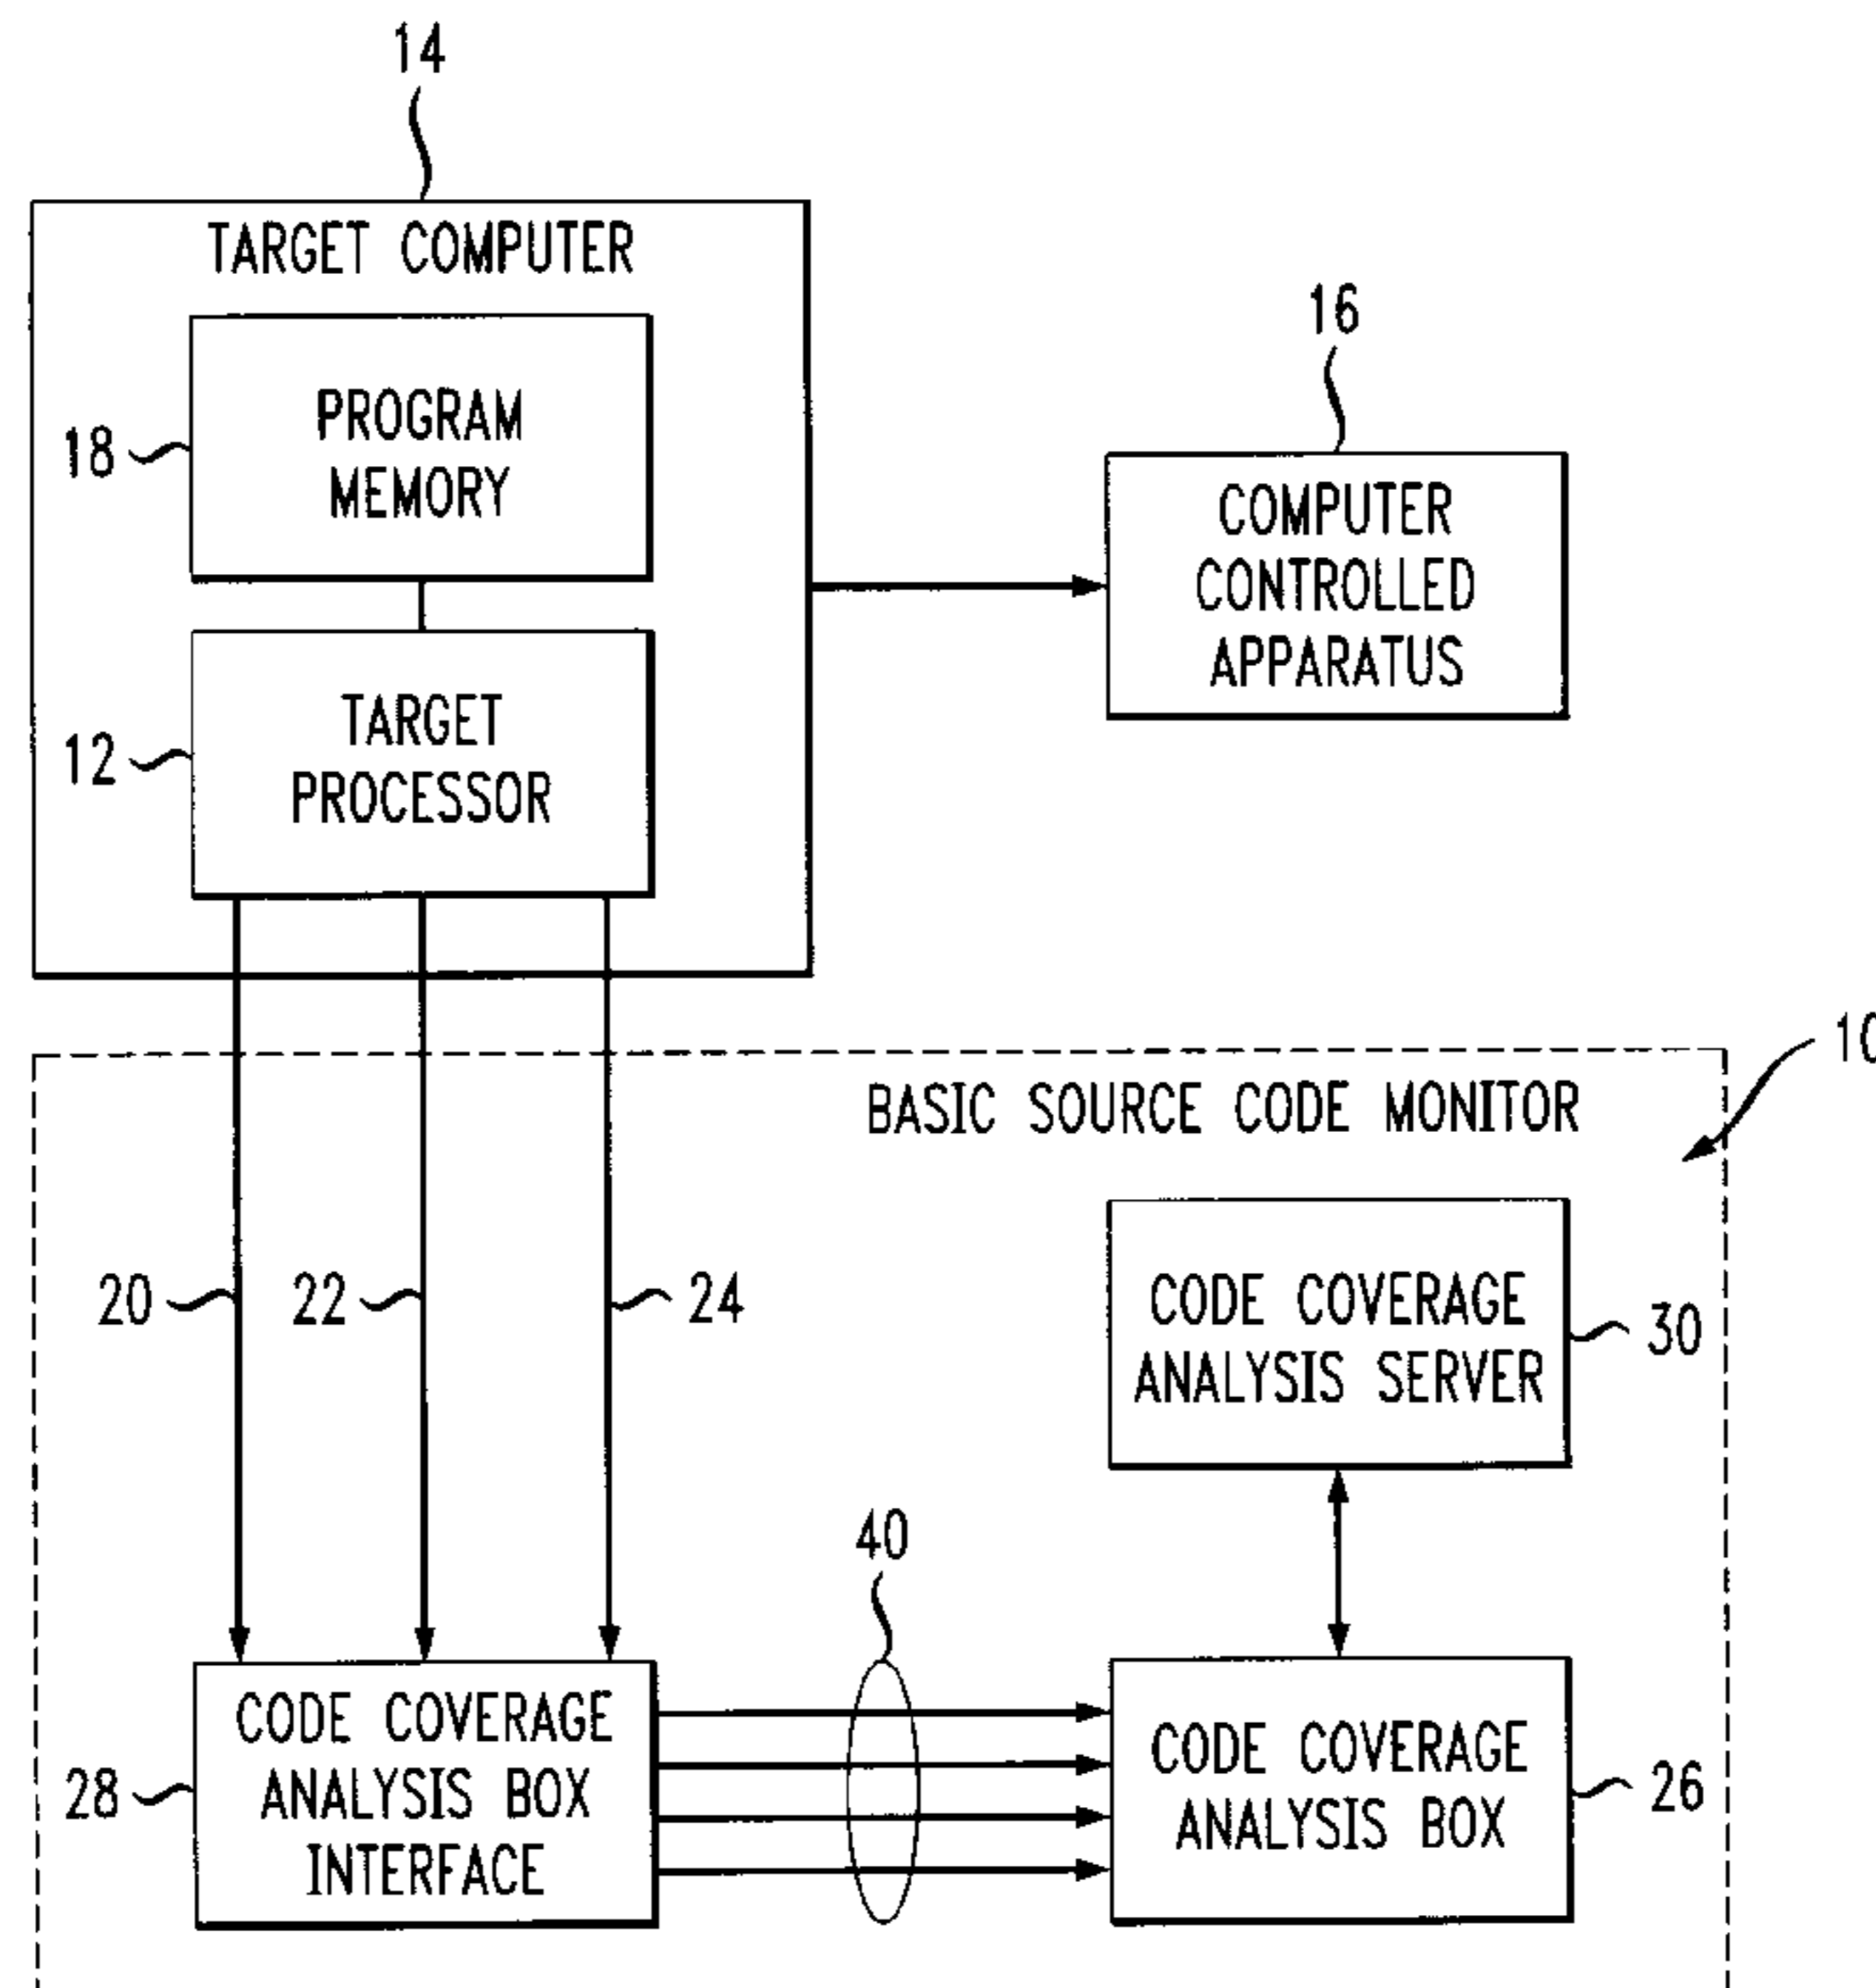 14
TARGET COMPUTER
16
PROGRAM
MEMORY
18
COMPUTER
CONTROLLED
APPARATUS
TARGET
PROCESSOR
12
10
BASIC SOURCE CODE MONITOR
20
22
24
CODE COVERAGE
ANALYSIS SERVER
30
40
CODE COVERAGE
ANALYSIS BOX
INTERFACE
28
CODE COVERAGE
ANALYSIS BOX
26